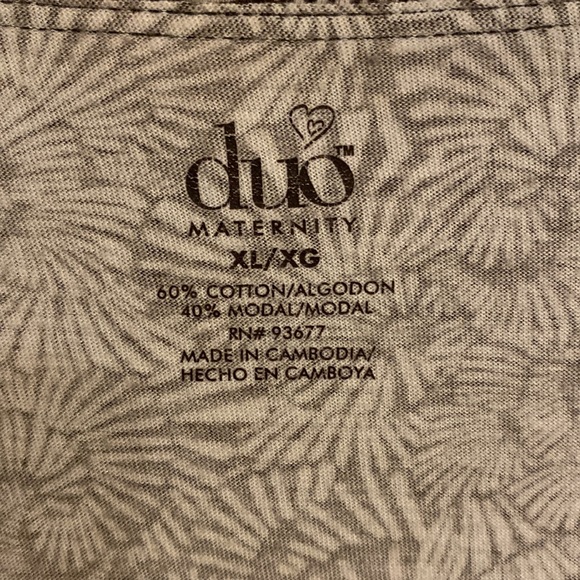 duo™
MATERNITY
XL/XG
60% COTTON/ALGODON
40% MODAL/MODAL
RN# 93677
MADE IN CAMBODIA/
HECHO EN CAMBOYA